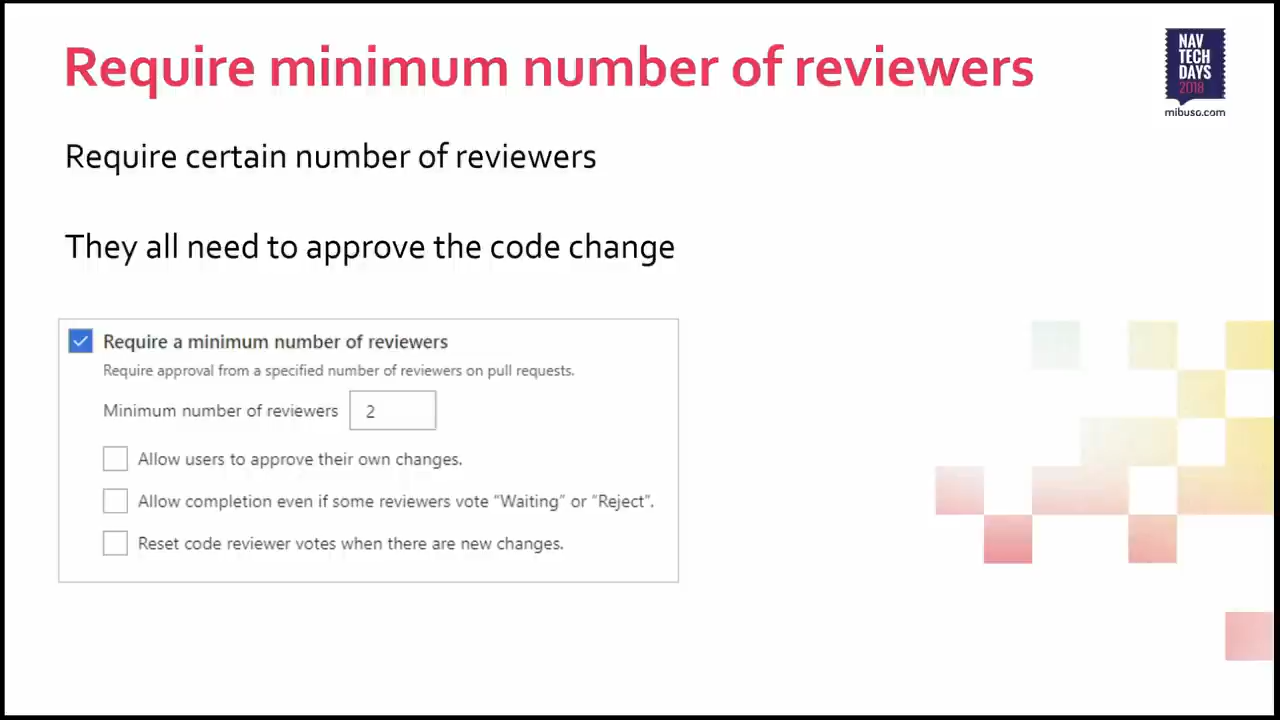 Require minimum number of reviewers
NAV
TECH
DAYS
2018
mibuso.com
Require certain number of reviewers
They all need to approve the code change
Require a minimum number of reviewers
Require approval from a specified number of reviewers on pull requests.
Minimum number of reviewers 2
Allow users to approve their own changes.
Allow completion even if some reviewers vote “Waiting” or “Reject”.
Reset code reviewer votes when there are new changes.